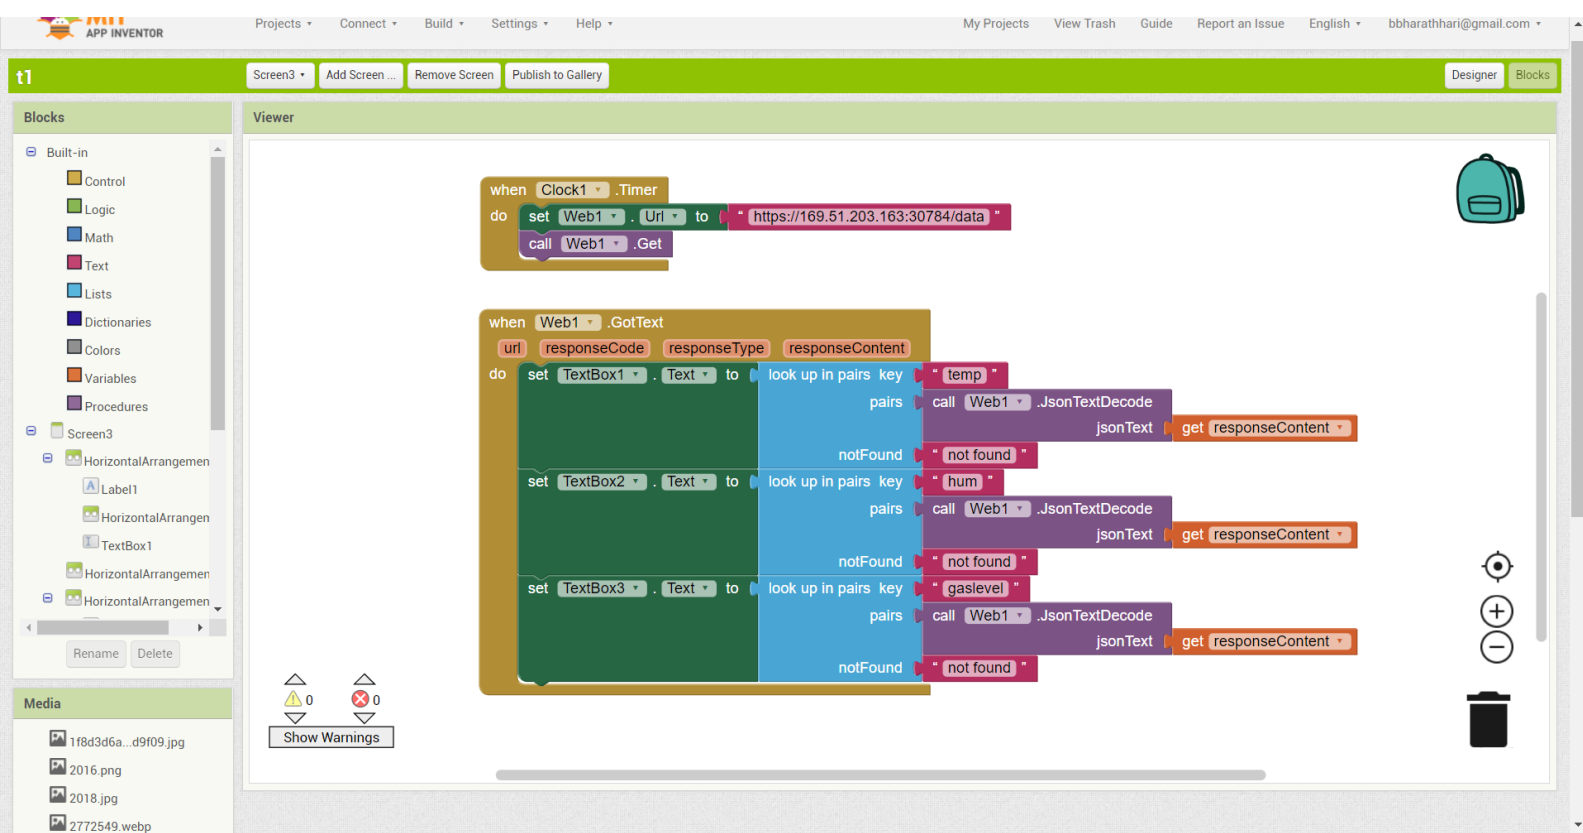 MIT
APP INVENTOR
Projects Connect Build Settings Help My Projects View Trash Guide Report an Issue English bbharathhari@gmail.com
t1 Screen3 Add Screen ... Remove Screen Publish to Gallery Designer Blocks
Blocks
Built-in
Control
Logic
Math
Text
Lists
Dictionaries
Colors
Variables
Procedures
Screen3
HorizontalArrangemen
Label1
HorizontalArrangen
TextBox1
HorizontalArrangemen
HorizontalArrangemen
Rename Delete
Media
1f8d3d6a...d9f09.jpg
2016.png
2018.jpg
2772549.webp
Viewer
when Clock1 .Timer
do set Web1 . Url to " https://169.51.203.163:30784/data "
call Web1 .Get
when Web1 .GotText
url responseCode responseType responseContent
do set TextBox1 . Text to look up in pairs key " temp "
pairs call Web1 .JsonTextDecode
jsonText get responseContent
notFound " not found "
set TextBox2 . Text to look up in pairs key " hum "
pairs call Web1 .JsonTextDecode
jsonText get responseContent
notFound " not found "
set TextBox3 . Text to look up in pairs key " gaslevel "
pairs call Web1 .JsonTextDecode
jsonText get responseContent
notFound " not found "
0 0
Show Warnings